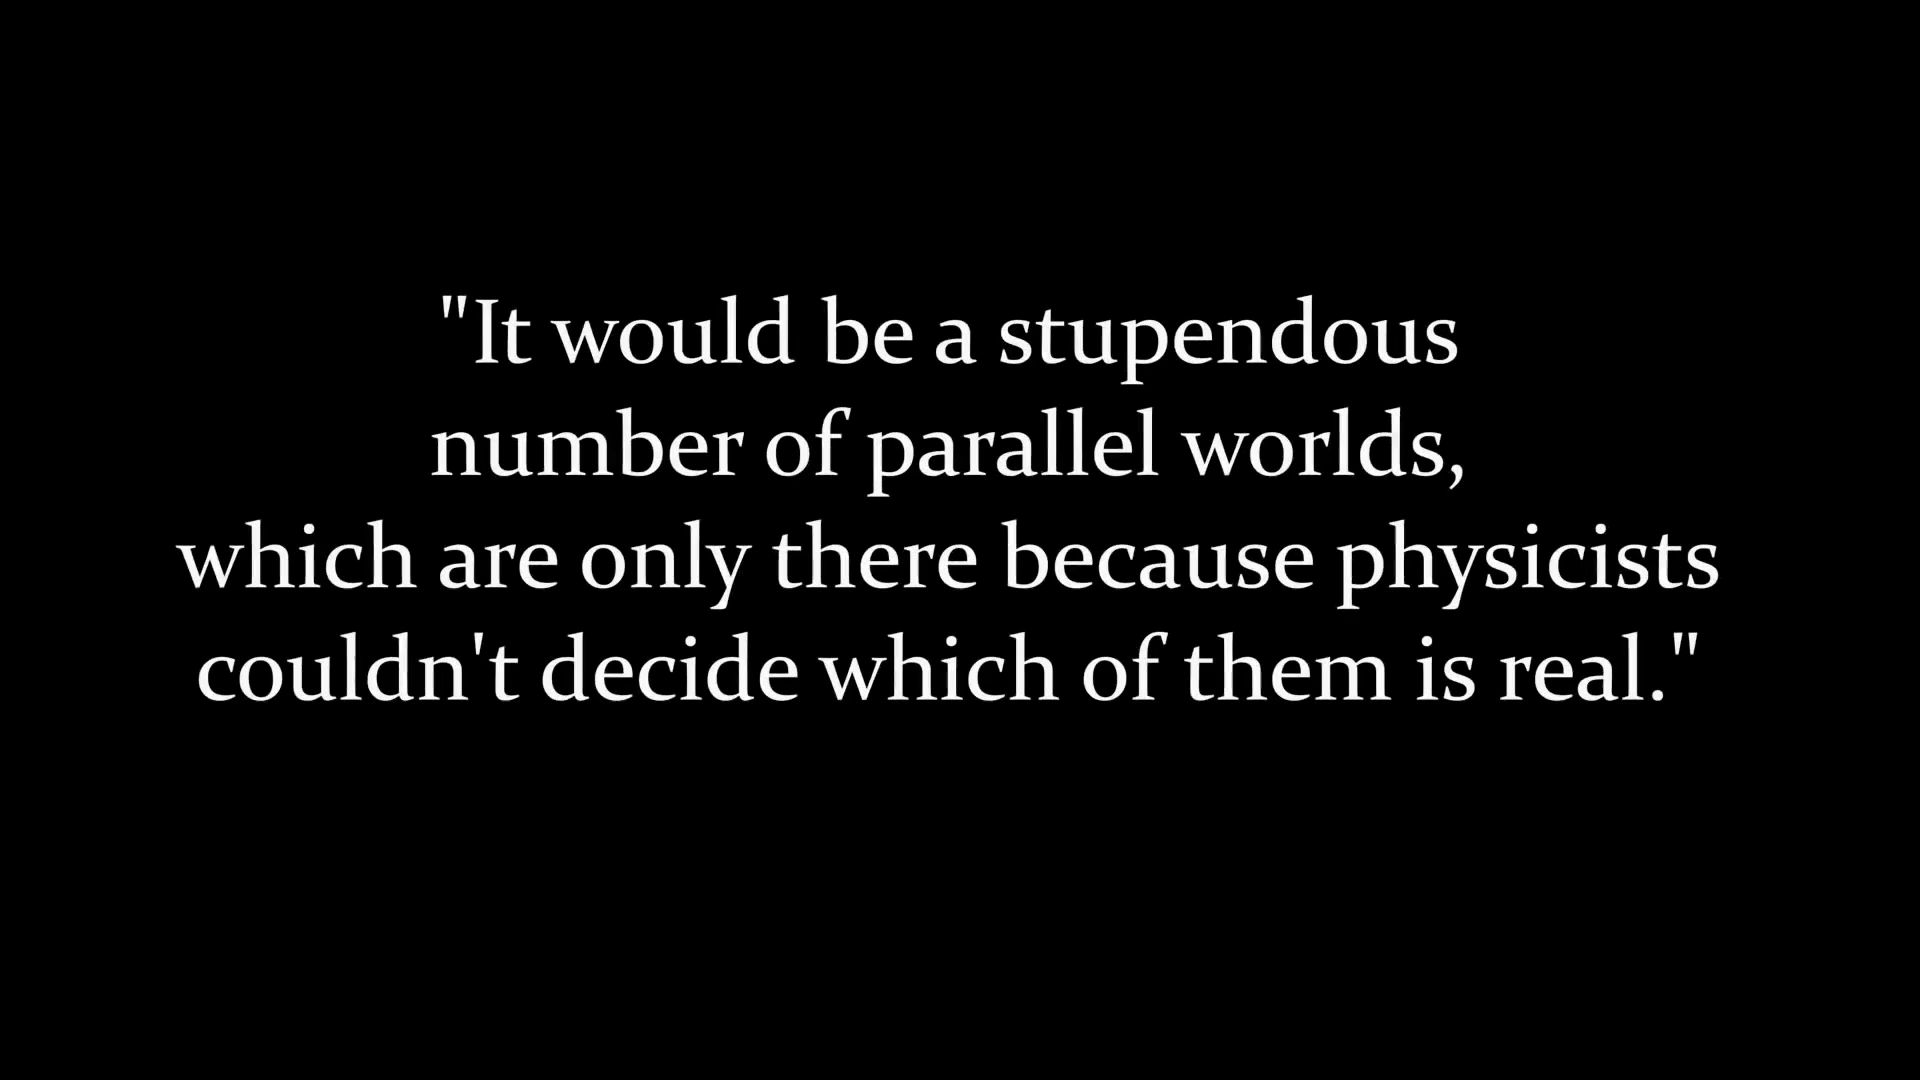 "It would be a stupendous
number of parallel worlds,
which are only there because physicists
couldn't decide which of them is real."